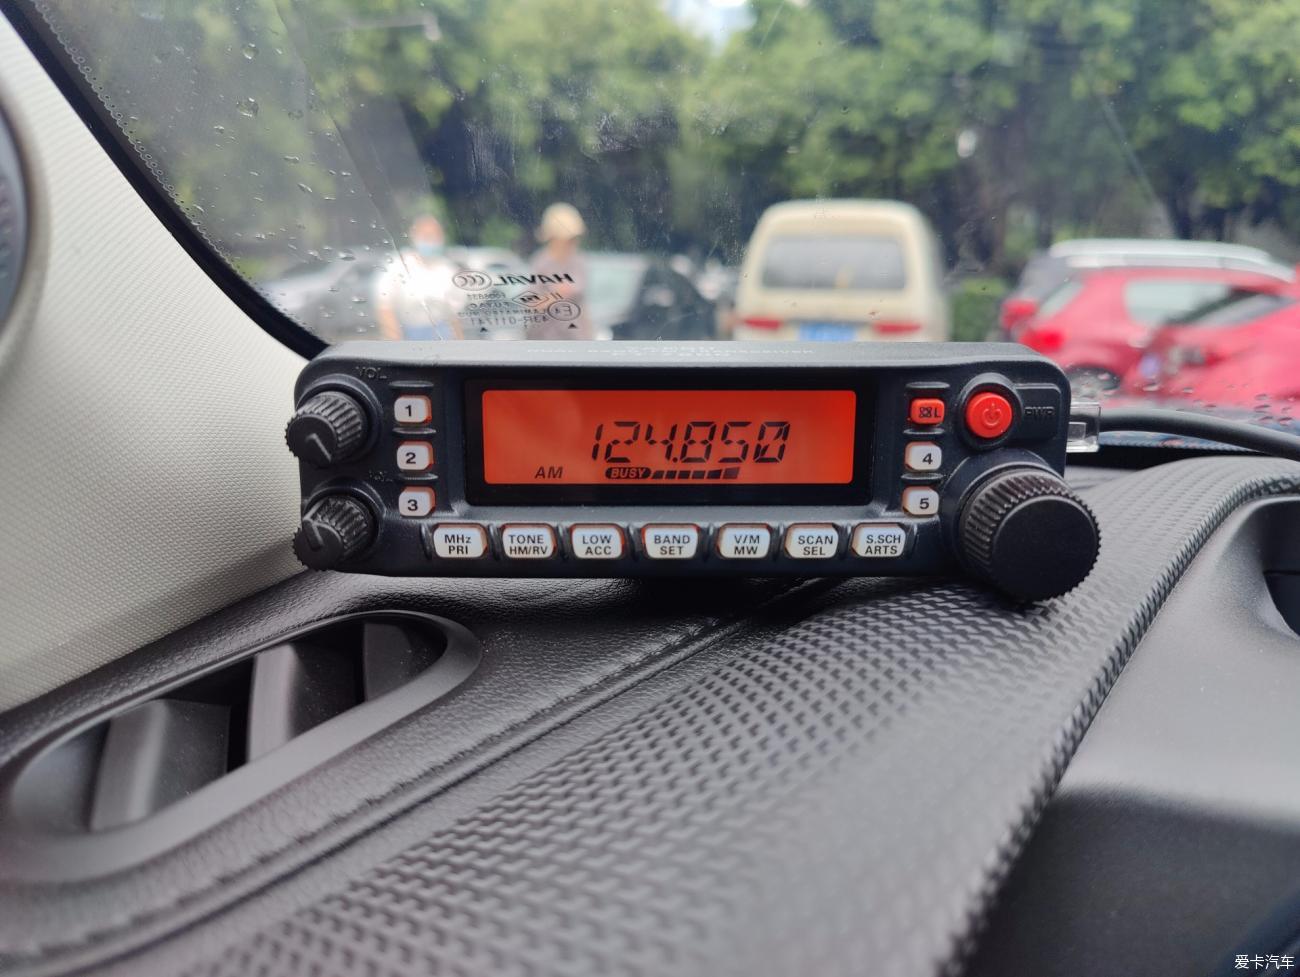 HAVAL
VOL
1
2
3
124.850
AM BUSY
L
PWR
4
5
MHz
PRI
TONE
HM/RV
LOW
ACC
BAND
SET
V/M
MW
SCAN
SEL
S.SCH
ARTS
爱卡汽车